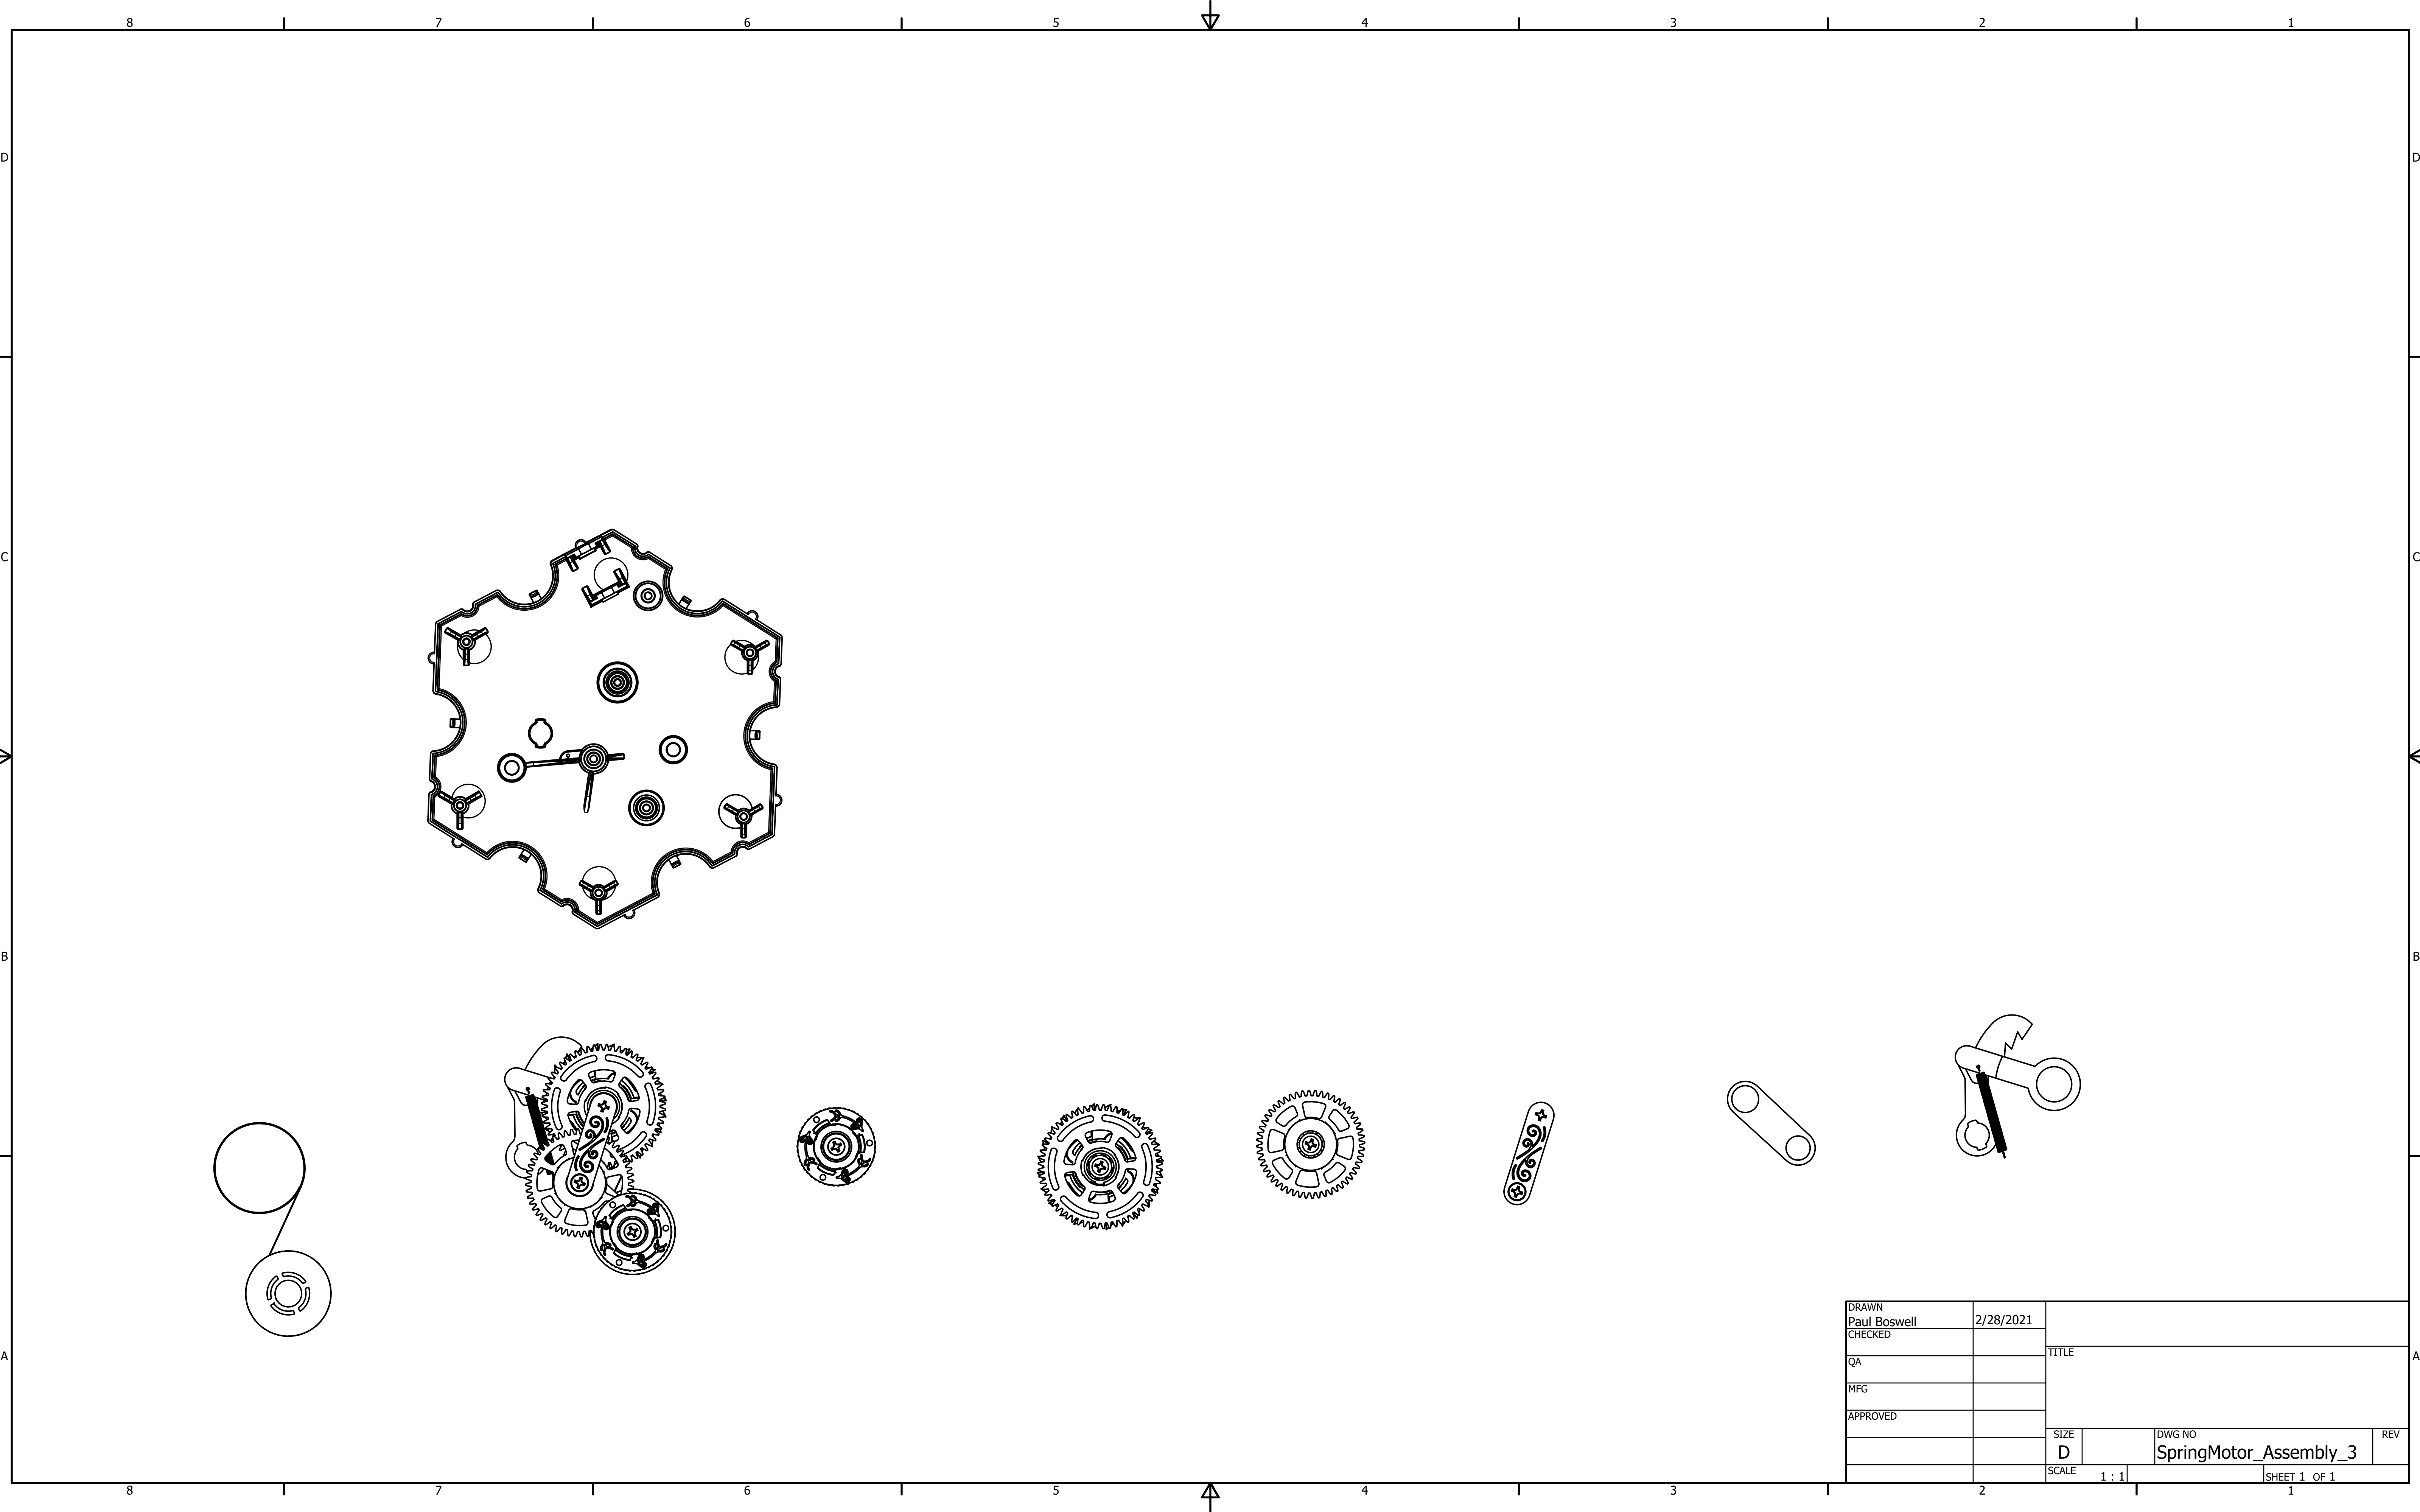 8 7 6 5 4 3 2 1
D D
C C
B B
A A
DRAWN
Paul Boswell 2/28/2021
CHECKED
QA
MFG
APPROVED
TITLE
SIZE
D
DWG NO
SpringMotor_Assembly_3
REV
SCALE 1 : 1
SHEET 1 OF 1
8 7 6 5 4 3 2 1